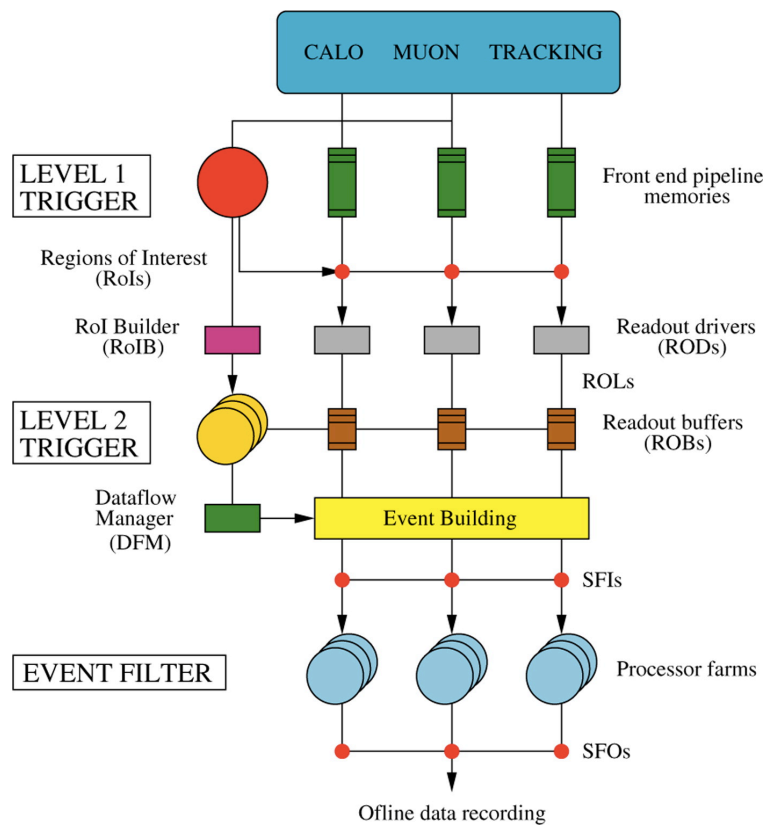 CALO MUON TRACKING
LEVEL 1
TRIGGER
Front end pipeline
memories
Regions of Interest
(RoIs)
RoI Builder
(RoIB)
Readout drivers
(RODs)
ROLs
LEVEL 2
TRIGGER
Readout buffers
(ROBs)
Dataflow
Manager
(DFM)
Event Building
SFIs
EVENT FILTER
Processor farms
SFOs
Ofline data recording